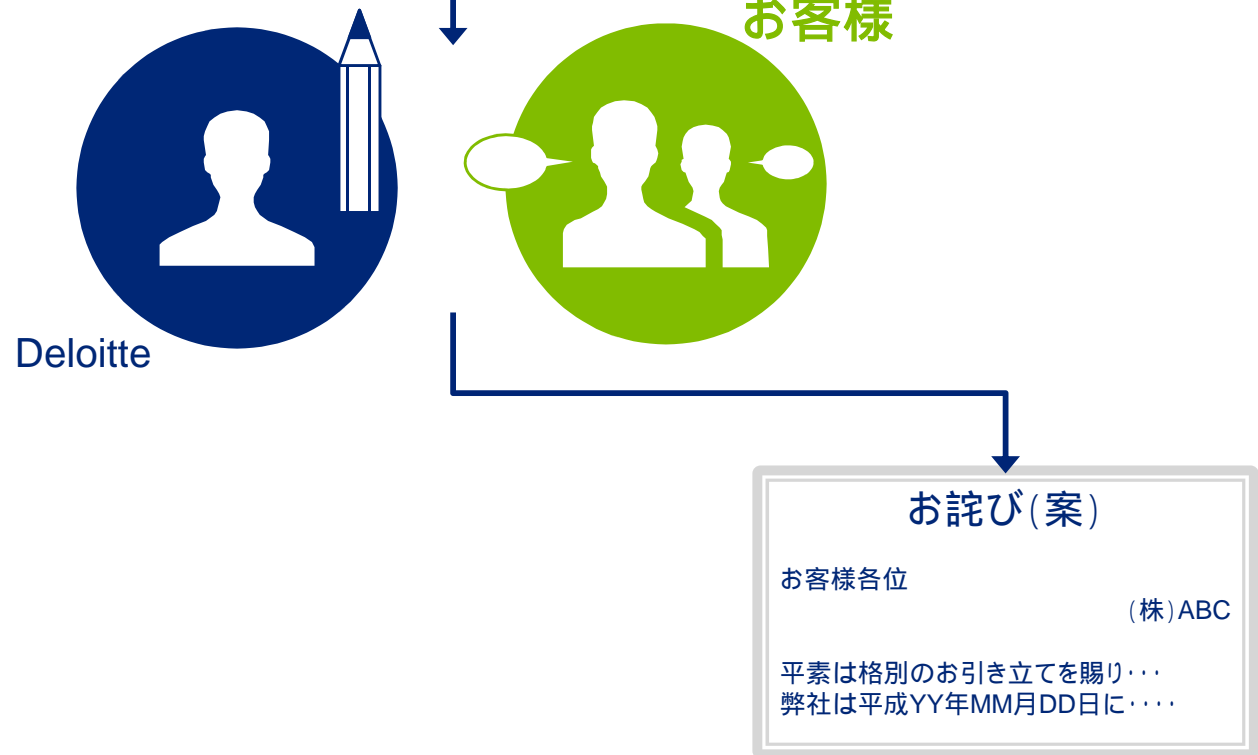 お客様
Deloitte
お詫び(案)
お客様各位
(株)ABC
平素は格別のお引き立てを賜り・・・
弊社は平成YY年MM月DD日に・・・・